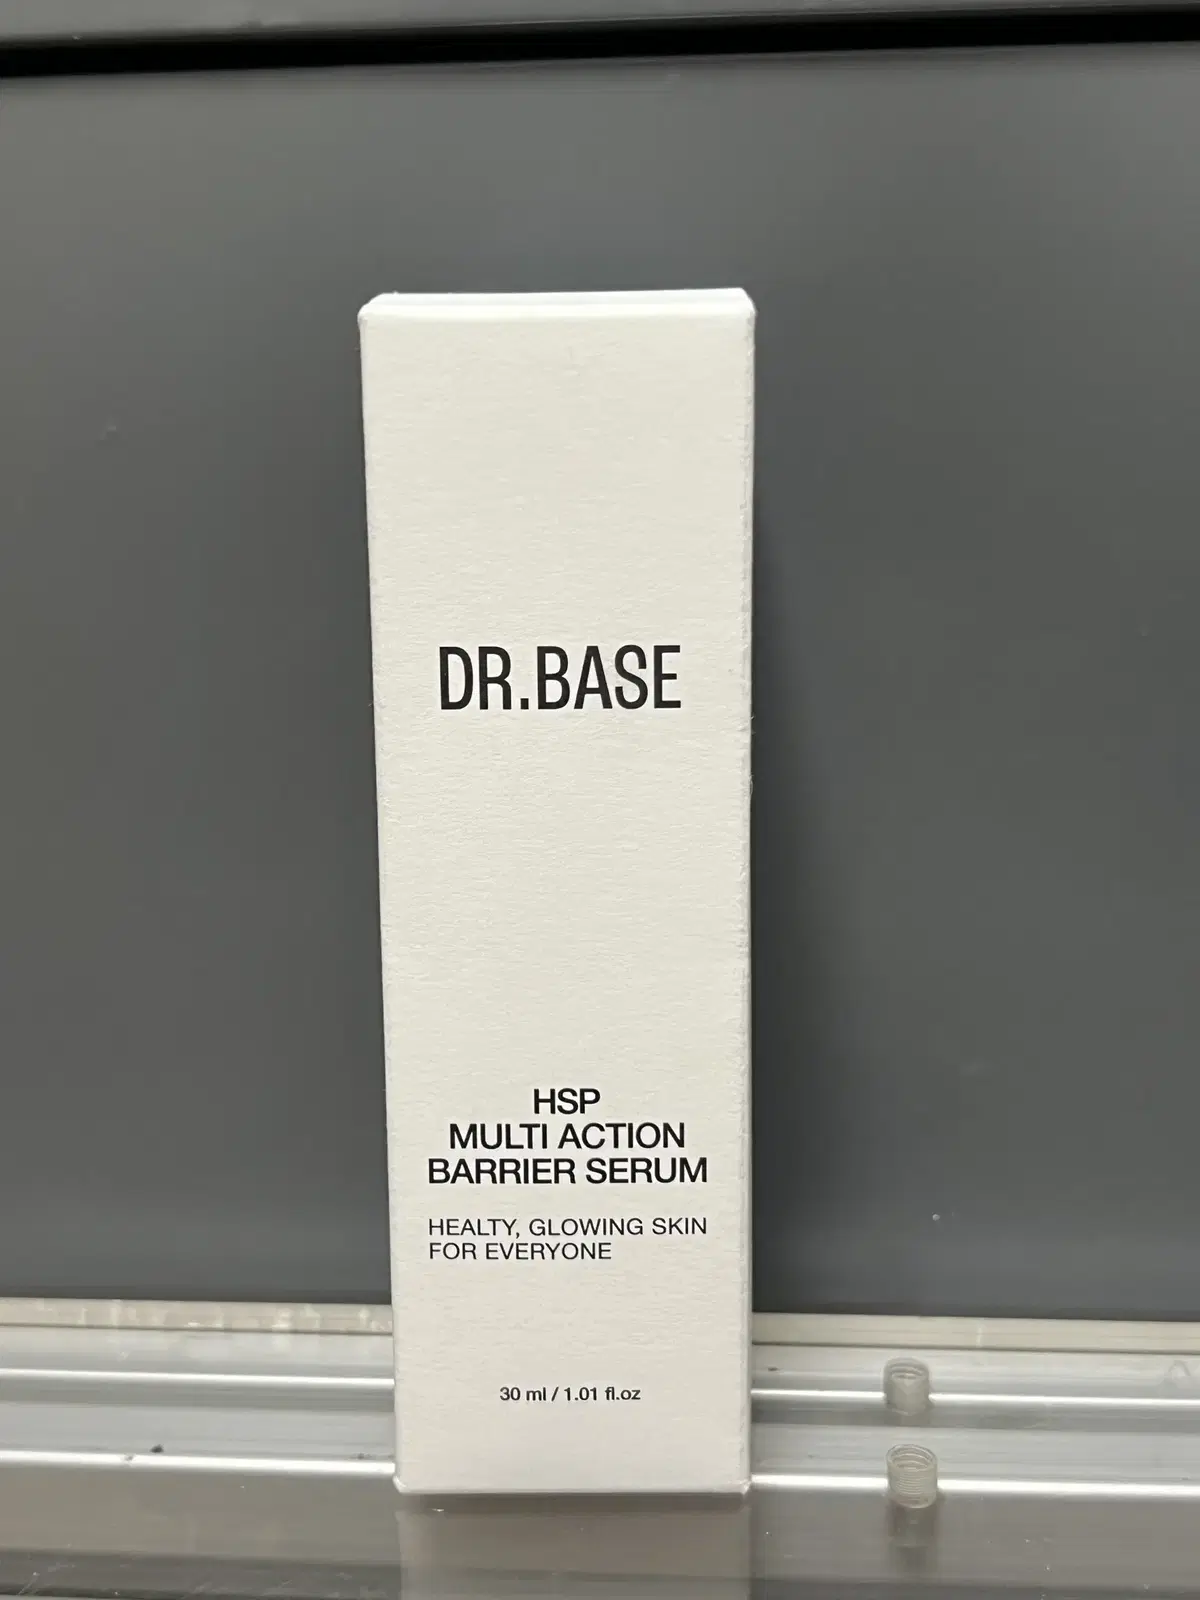 DR.BASE
HSP
MULTI ACTION
BARRIER SERUM
HEALTY, GLOWING SKIN
FOR EVERYONE
30 ml / 1.01 fl.oz